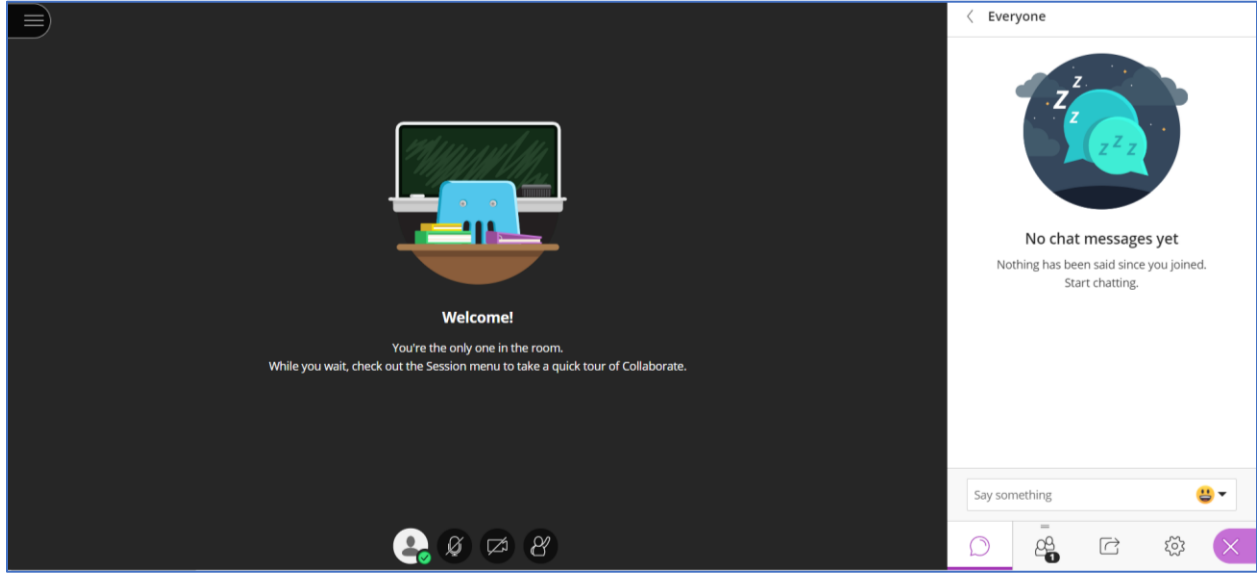 Everyone
Z
Z
Z
Z Z Z
No chat messages yet
Nothing has been said since you joined.
Start chatting.
Welcome!
You're the only one in the room.
While you wait, check out the Session menu to take a quick tour of Collaborate.
Say something
1